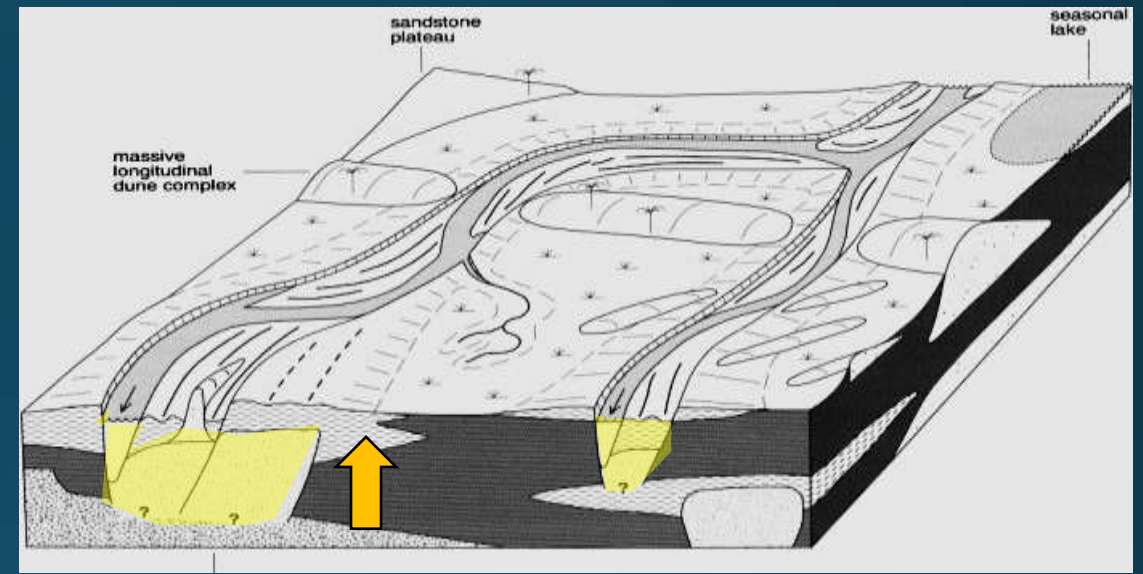 sandstone
plateau
seasonal
lake
massive
longitudinal
dune complex
?
?
?